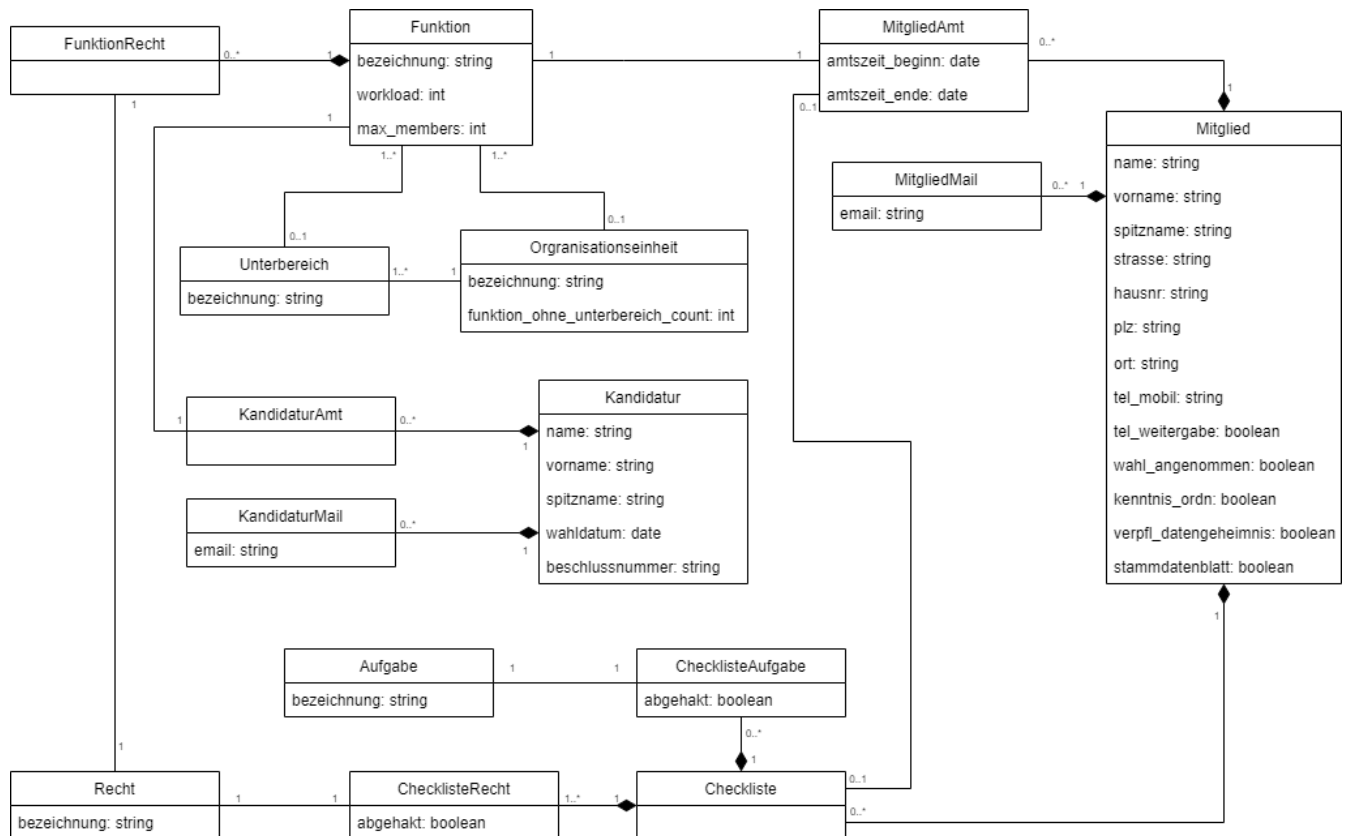 FunktionRecht
0..*
1
1
Funktion
bezeichnung: string
workload: int
max_members: int
1
1
1
1..*
1..*
MitgliedAmt
amtszeit_beginn: date
amtszeit_ende: date
0..*
0..1
1
Mitglied
name: string
vorname: string
spitzname: string
strasse: string
hausnr: string
plz: string
ort: string
tel_mobil: string
tel_weitergabe: boolean
wahl_angenommen: boolean
kenntnis_ordn: boolean
verpfl_datengeheimnis: boolean
stammdatenblatt: boolean
1
MitgliedMail
email: string
0..*
1
0..1
0..1
Unterbereich
bezeichnung: string
1..*
1
Orgranisationseinheit
bezeichnung: string
funktion_ohne_unterbereich_count: int
1
KandidaturAmt
0..*
1
Kandidatur
name: string
vorname: string
spitzname: string
wahldatum: date
beschlussnummer: string
KandidaturMail
email: string
0..*
1
Aufgabe
bezeichnung: string
1
1
ChecklisteAufgabe
abgehakt: boolean
0..*
1
1
Recht
bezeichnung: string
1
1
ChecklisteRecht
abgehakt: boolean
1..*
1
Checkliste
0..1
0..*